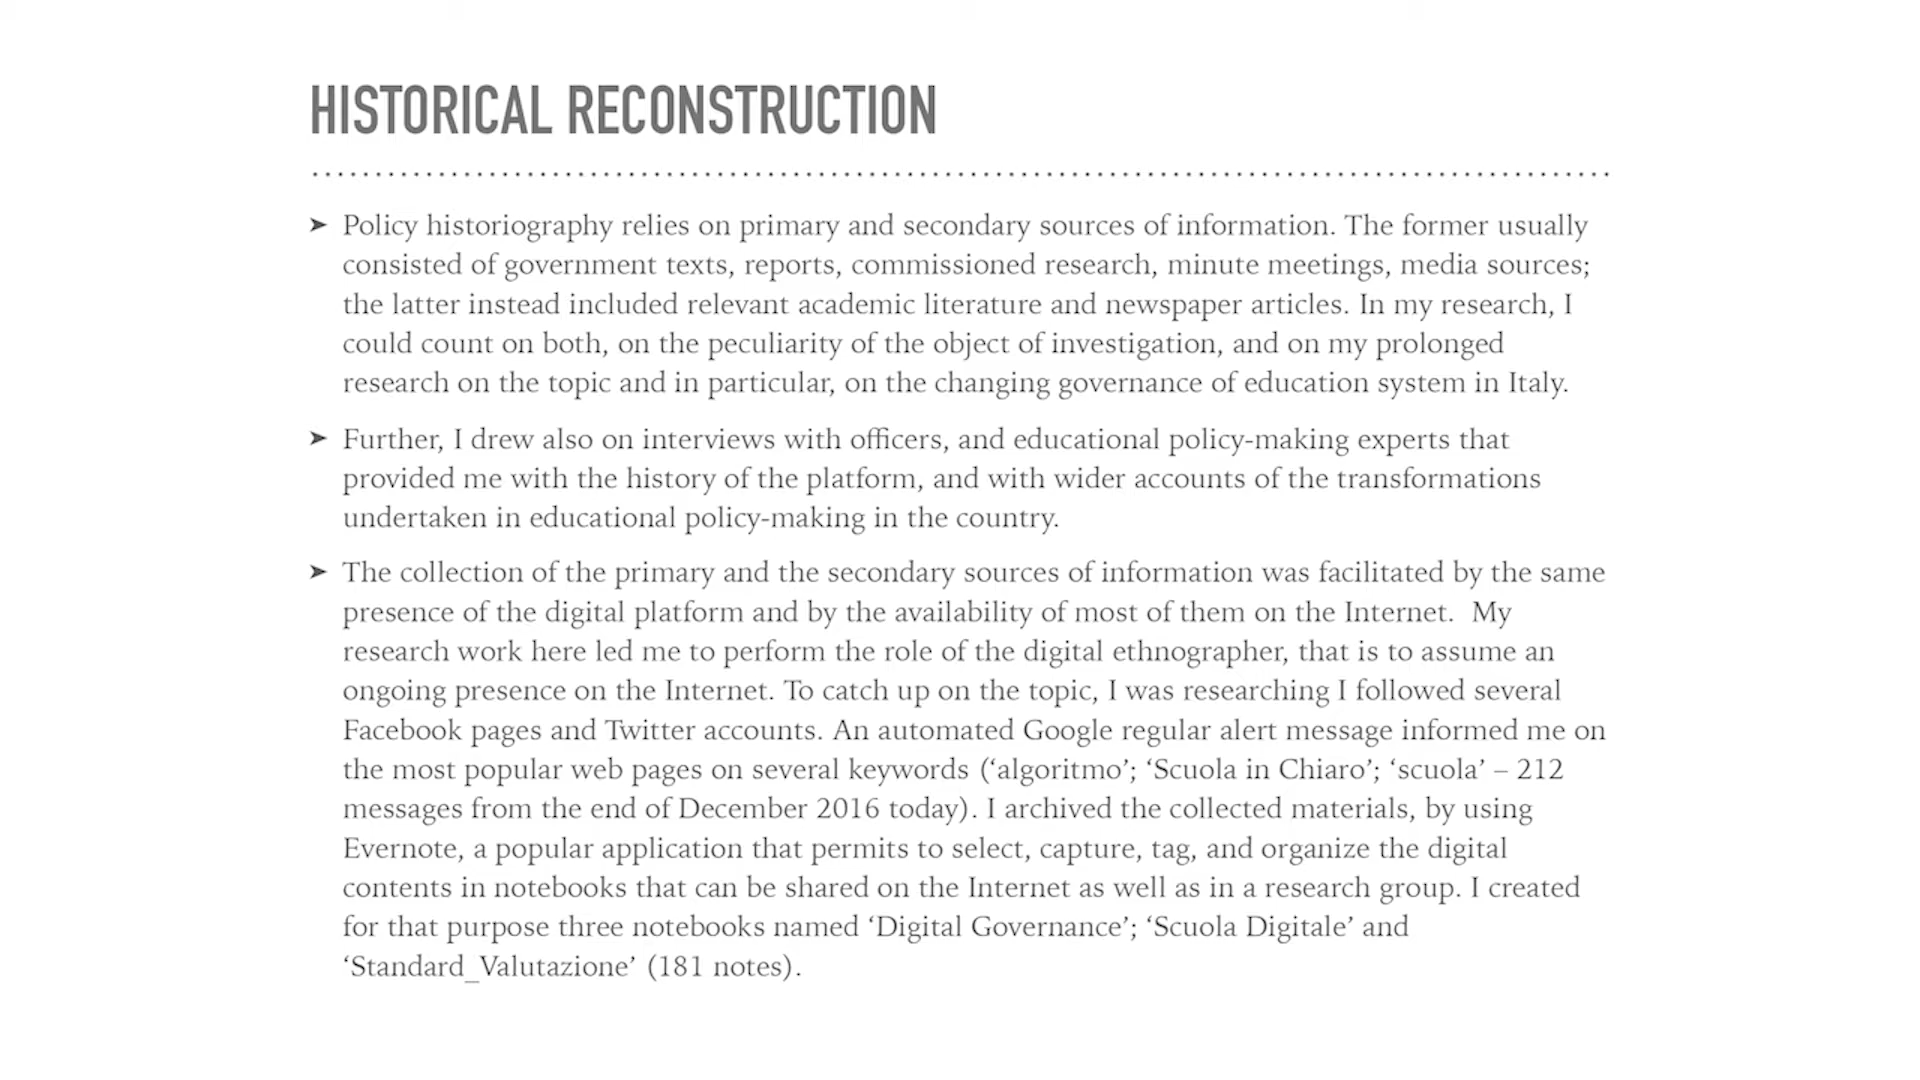 HISTORICAL RECONSTRUCTION
➤ Policy historiography relies on primary and secondary sources of information. The former usually
consisted of government texts, reports, commissioned research, minute meetings, media sources;
the latter instead included relevant academic literature and newspaper articles. In my research, I
could count on both, on the peculiarity of the object of investigation, and on my prolonged
research on the topic and in particular, on the changing governance of education system in Italy.
➤ Further, I drew also on interviews with officers, and educational policy-making experts that
provided me with the history of the platform, and with wider accounts of the transformations
undertaken in educational policy-making in the country.
➤ The collection of the primary and the secondary sources of information was facilitated by the same
presence of the digital platform and by the availability of most of them on the Internet.  My
research work here led me to perform the role of the digital ethnographer, that is to assume an
ongoing presence on the Internet. To catch up on the topic, I was researching I followed several
Facebook pages and Twitter accounts. An automated Google regular alert message informed me on
the most popular web pages on several keywords (‘algoritmo’; ‘Scuola in Chiaro’; ‘scuola’ – 212
messages from the end of December 2016 today). I archived the collected materials, by using
Evernote, a popular application that permits to select, capture, tag, and organize the digital
contents in notebooks that can be shared on the Internet as well as in a research group. I created
for that purpose three notebooks named ‘Digital Governance’; ‘Scuola Digitale’ and
‘Standard_Valutazione’ (181 notes).